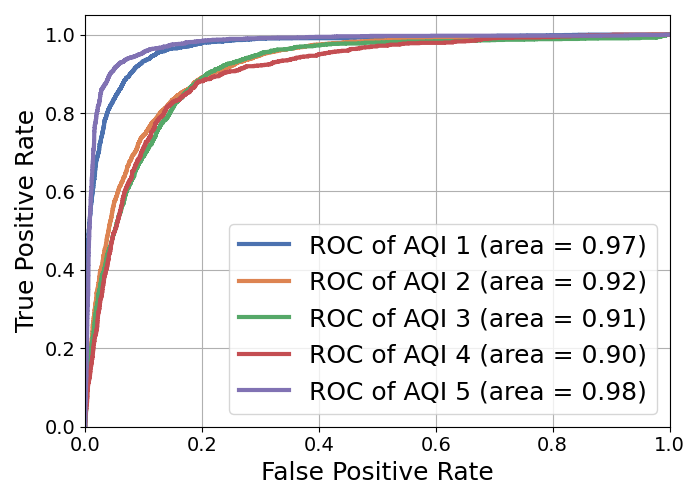 1.0
0.8
0.6
0.4
0.2
0.0
True Positive Rate
ROC of AQI 1 (area = 0.97)
ROC of AQI 2 (area = 0.92)
ROC of AQI 3 (area = 0.91)
ROC of AQI 4 (area = 0.90)
ROC of AQI 5 (area = 0.98)
0.0 0.2 0.4 0.6 0.8 1.0
False Positive Rate